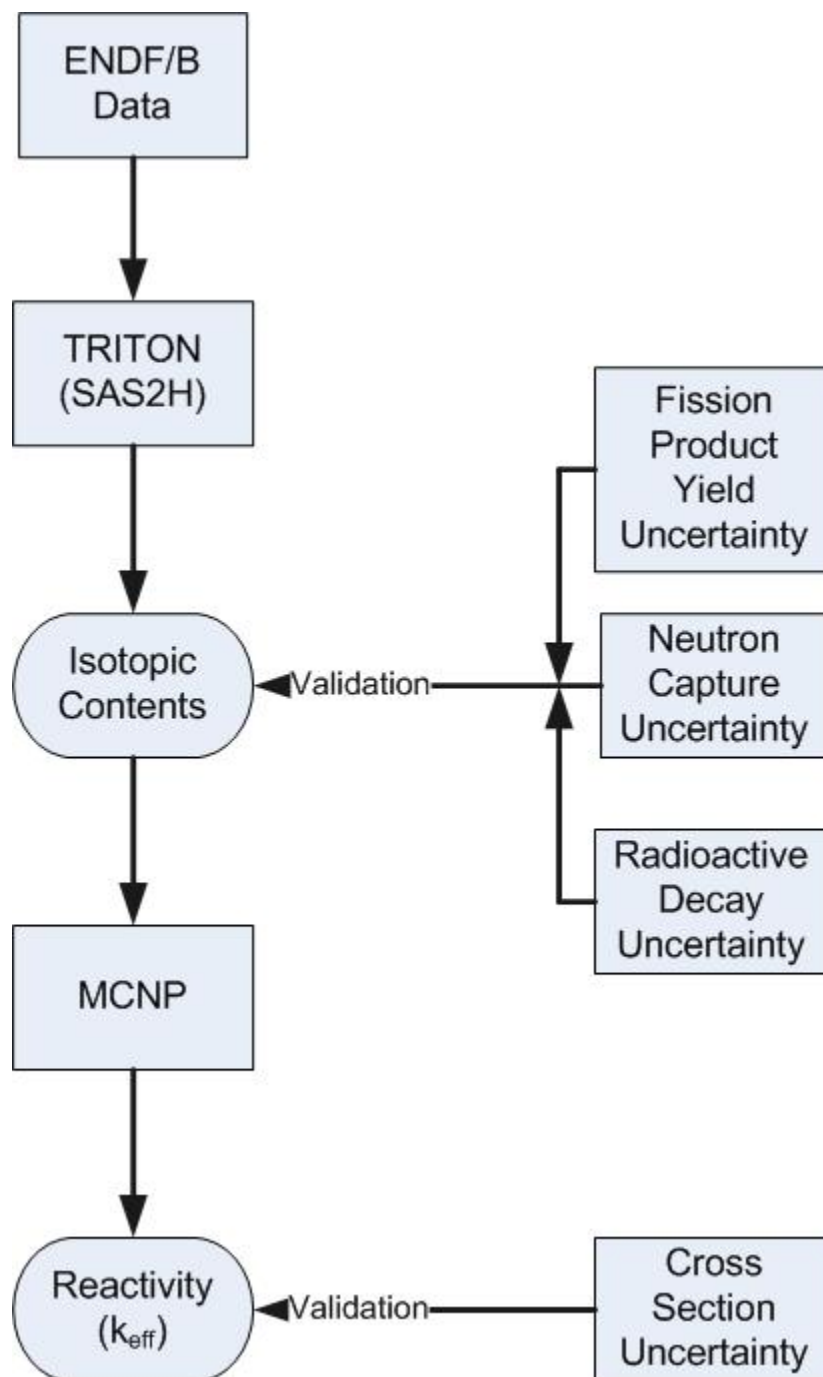 ENDF/B
Data
TRITON
(SAS2H)
Fission
Product
Yield
Uncertainty
Isotopic
Contents
Validation
Neutron
Capture
Uncertainty
Radioactive
Decay
Uncertainty
MCNP
Reactivity
(keff)
Validation
Cross
Section
Uncertainty